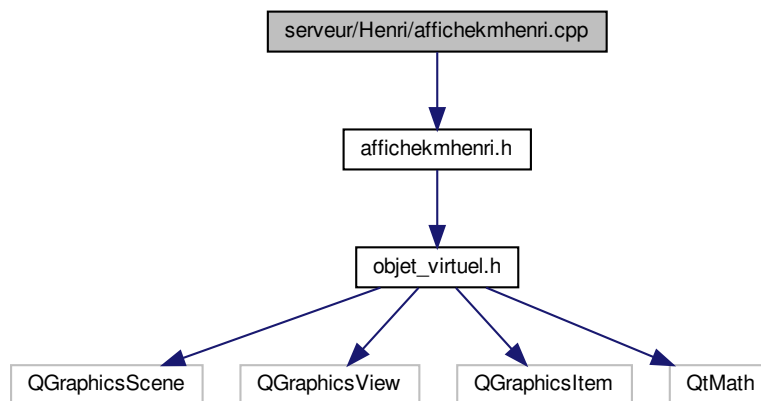 serveur/Henri/affichekmhenri.cpp
affichekmhenri.h
objet_virtuel.h
QGraphicsScene
QGraphicsView
QGraphicsItem
QtMath